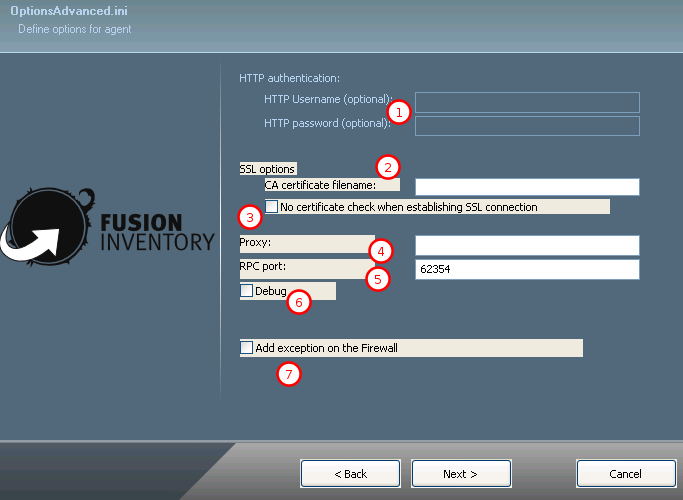 OptionsAdvanced.ini
Define options for agent
HTTP authentication:
HTTP Username (optional):
1
HTTP password (optional):
2
SSL options
CA certificate filename:
3
No certificate check when establishing SSL connection
FUSION
INVENTORY
Proxy:
4
RPC port:
62354
5
Debug
6
Add exception on the Firewall
7
< Back
Next >
Cancel